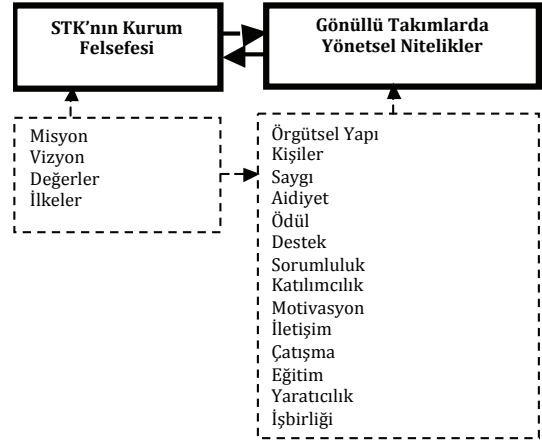 STK’nın Kurum
Felsefesi
Gönüllü Takımlarda
Yönetsel Nitelikler
Misyon
Vizyon
Değerler
İlkeler
Örgütsel Yapı
Kişiler
Saygı
Aidiyet
Ödül
Destek
Sorumluluk
Katılımcılık
Motivasyon
İletişim
Çatışma
Eğitim
Yaratıcılık
İşbirliği